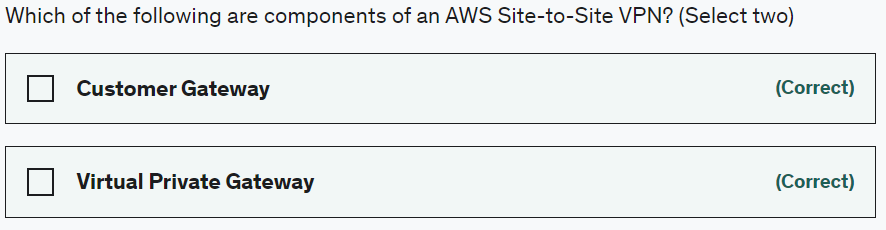 Which of the following are components of an AWS Site-to-Site VPN? (Select two)
Customer Gateway (Correct)
Virtual Private Gateway (Correct)